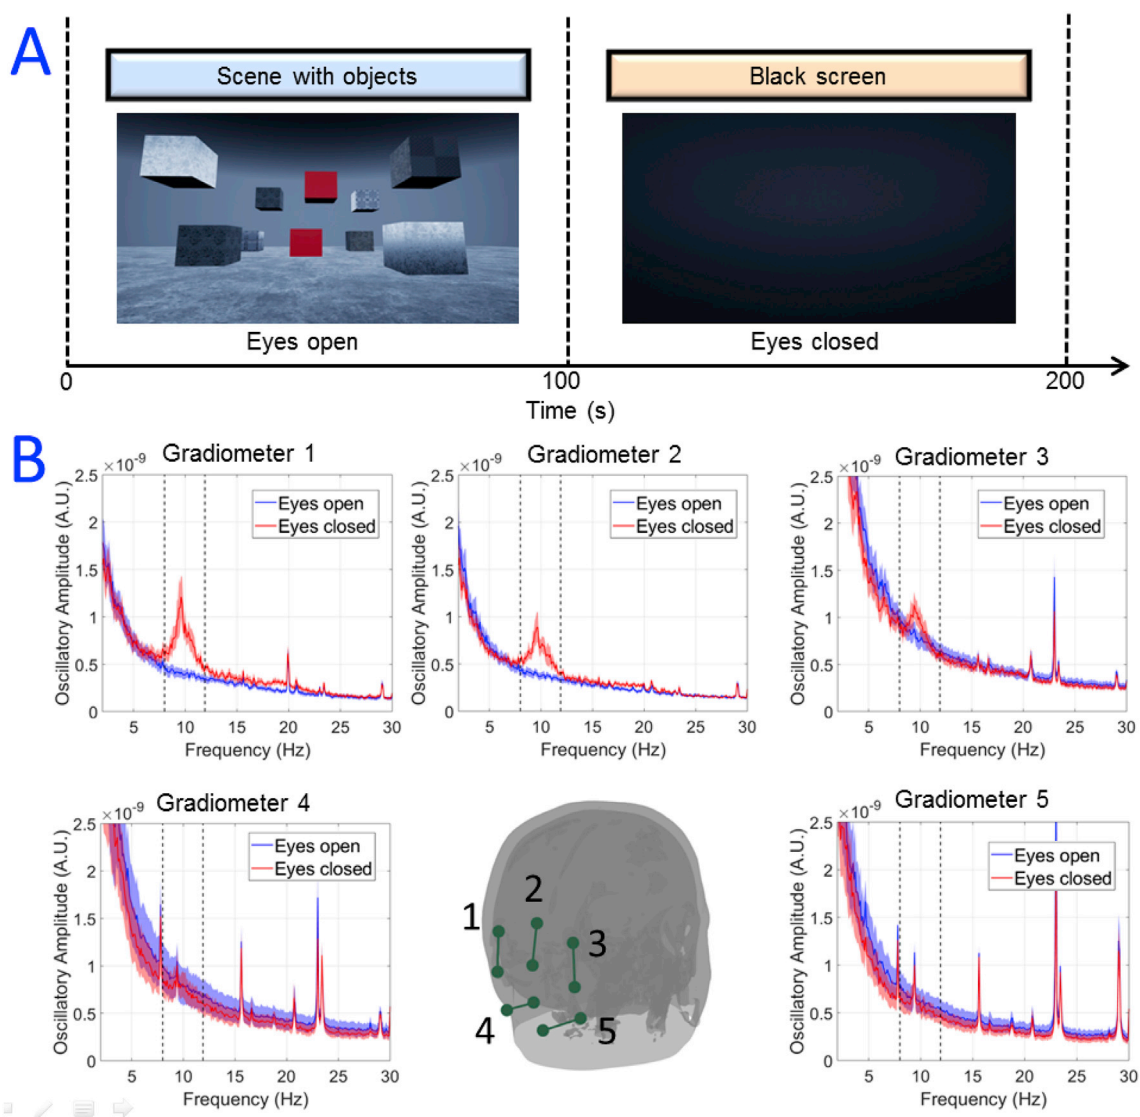 A
Scene with objects
Black screen
Eyes open
Eyes closed
0
100
200
Time (s)
B
Gradiometer 1
×10⁻⁹
2.5
2
1.5
1
0.5
0
Oscillatory Amplitude (A.U.)
Eyes open
Eyes closed
5
10
15
20
25
30
Frequency (Hz)
Gradiometer 2
×10⁻⁹
2.5
2
1.5
1
0.5
0
Oscillatory Amplitude (A.U.)
Eyes open
Eyes closed
5
10
15
20
25
30
Frequency (Hz)
Gradiometer 3
×10⁻⁹
2.5
2
1.5
1
0.5
0
Oscillatory Amplitude (A.U.)
Eyes open
Eyes closed
5
10
15
20
25
30
Frequency (Hz)
Gradiometer 4
×10⁻⁹
2.5
2
1.5
1
0.5
0
Oscillatory Amplitude (A.U.)
Eyes open
Eyes closed
5
10
15
20
25
30
Frequency (Hz)
1
2
3
4
5
Gradiometer 5
×10⁻⁹
2.5
2
1.5
1
0.5
0
Oscillatory Amplitude (A.U.)
Eyes open
Eyes closed
5
10
15
20
25
30
Frequency (Hz)